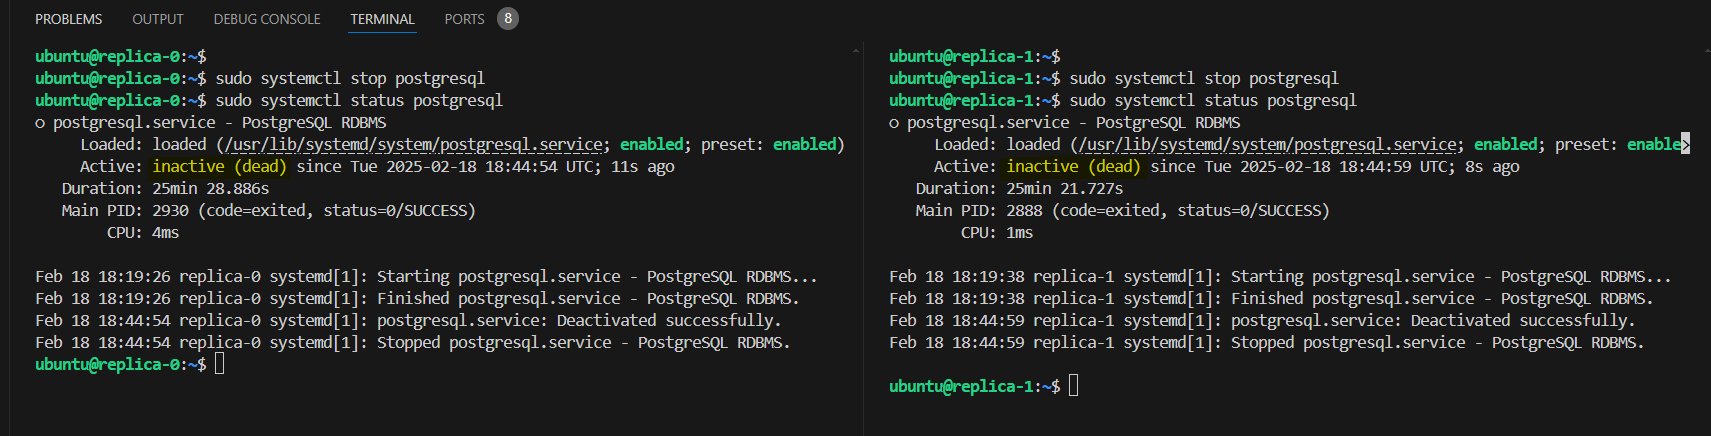 PROBLEMS OUTPUT DEBUG CONSOLE TERMINAL PORTS 8
ubuntu@replica-0:~$
ubuntu@replica-0:~$ sudo systemctl stop postgresql
ubuntu@replica-0:~$ sudo systemctl status postgresql
○ postgresql.service - PostgreSQL RDBMS
Loaded: loaded (/usr/lib/systemd/system/postgresql.service; enabled; preset: enabled)
Active: inactive (dead) since Tue 2025-02-18 18:44:54 UTC; 11s ago
Duration: 25min 28.886s
Main PID: 2930 (code=exited, status=0/SUCCESS)
CPU: 4ms
Feb 18 18:19:26 replica-0 systemd[1]: Starting postgresql.service - PostgreSQL RDBMS...
Feb 18 18:19:26 replica-0 systemd[1]: Finished postgresql.service - PostgreSQL RDBMS.
Feb 18 18:44:54 replica-0 systemd[1]: postgresql.service: Deactivated successfully.
Feb 18 18:44:54 replica-0 systemd[1]: Stopped postgresql.service - PostgreSQL RDBMS.
ubuntu@replica-0:~$
ubuntu@replica-1:~$
ubuntu@replica-1:~$ sudo systemctl stop postgresql
ubuntu@replica-1:~$ sudo systemctl status postgresql
○ postgresql.service - PostgreSQL RDBMS
Loaded: loaded (/usr/lib/systemd/system/postgresql.service; enabled; preset: enable>
Active: inactive (dead) since Tue 2025-02-18 18:44:59 UTC; 8s ago
Duration: 25min 21.727s
Main PID: 2888 (code=exited, status=0/SUCCESS)
CPU: 1ms
Feb 18 18:19:38 replica-1 systemd[1]: Starting postgresql.service - PostgreSQL RDBMS...
Feb 18 18:19:38 replica-1 systemd[1]: Finished postgresql.service - PostgreSQL RDBMS.
Feb 18 18:44:59 replica-1 systemd[1]: postgresql.service: Deactivated successfully.
Feb 18 18:44:59 replica-1 systemd[1]: Stopped postgresql.service - PostgreSQL RDBMS.
ubuntu@replica-1:~$